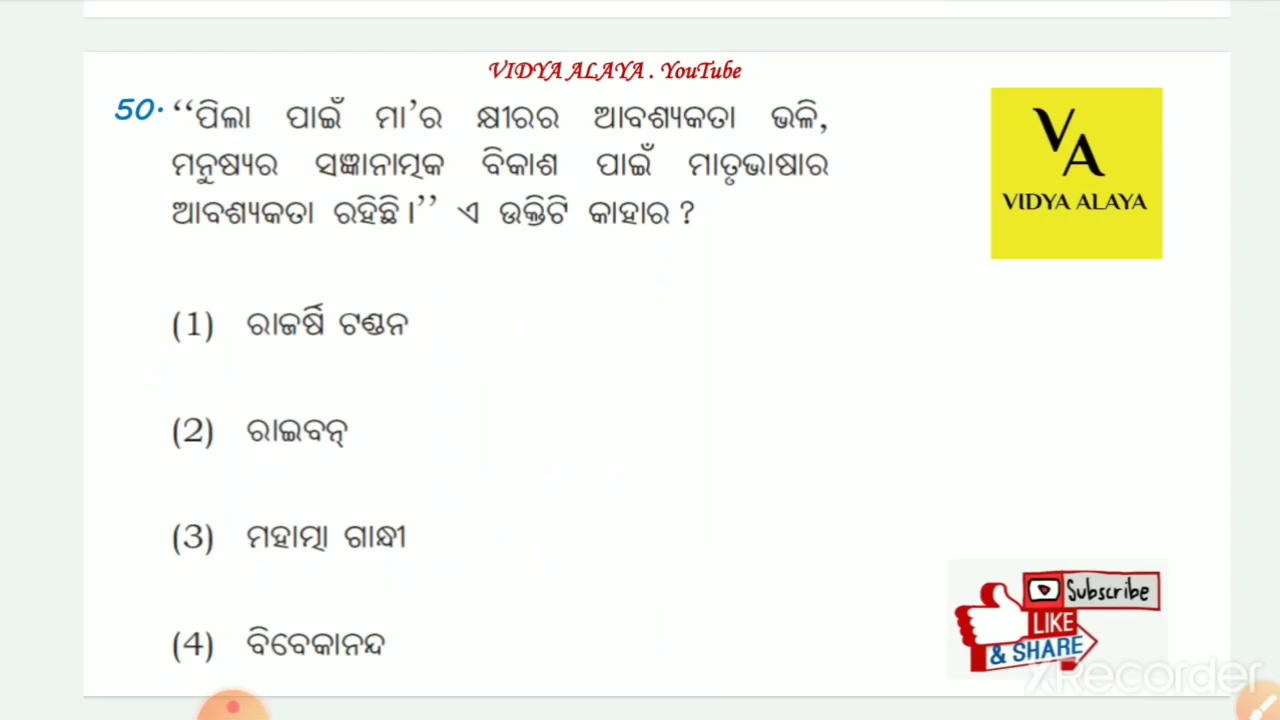 VIDYA ALAYA . YouTube
50. ‘‘ପିଲା ପାଇଁ ମା’ର କ୍ଷୀରର ଆବଶ୍ୟକତା ଭଳି,
ମନୁଷ୍ୟର ସଜ୍ଞାନାତ୍ମକ ବିକାଶ ପାଇଁ ମାତୃଭାଷାର
ଆବଶ୍ୟକତା ରହିଛି।’’ ଏ ଉକ୍ତିଟି କାହାର ?
VA
VIDYA ALAYA
(1) ରାଜର୍ଷି ଟଣ୍ଡନ
(2) ରାଇବନ୍
(3) ମହାତ୍ମା ଗାନ୍ଧୀ
(4) ବିବେକାନନ୍ଦ
Subscribe
LIKE
& SHARE
XRecorder